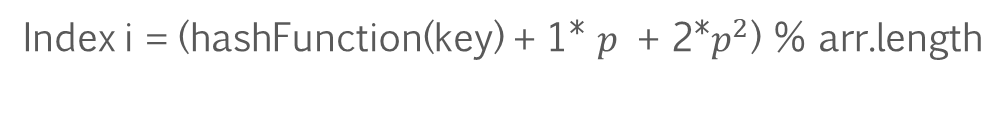 Index i = (hashFunction(key) + 1* p + 2*p²) % arr.length